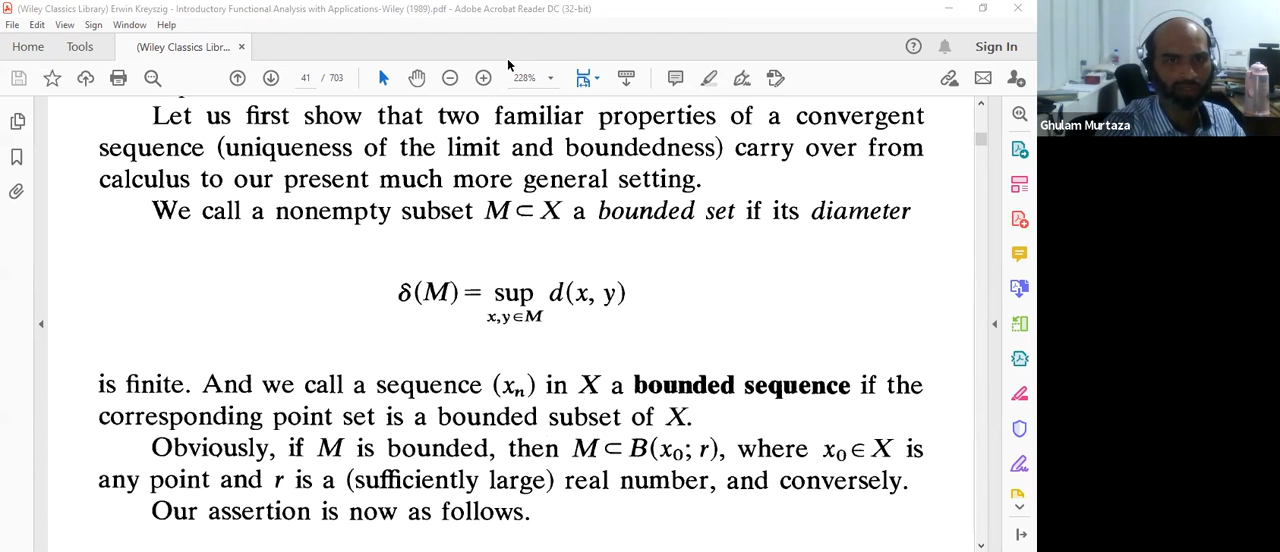 (Wiley Classics Library) Erwin Kreyszig - Introductory Functional Analysis with Applications-Wiley (1989).pdf - Adobe Acrobat Reader DC (32-bit)
File Edit View Sign Window Help
Home Tools (Wiley Classics Libr... × Sign In
41 / 703 228%
Ghulam Murtaza
Let us first show that two familiar properties of a convergent
sequence (uniqueness of the limit and boundedness) carry over from
calculus to our present much more general setting.
We call a nonempty subset M ⊂ X a bounded set if its diameter
δ(M) = sup d(x, y)
x,y∈M
is finite. And we call a sequence (xₙ) in X a bounded sequence if the
corresponding point set is a bounded subset of X.
Obviously, if M is bounded, then M ⊂ B(x₀; r), where x₀ ∈ X is
any point and r is a (sufficiently large) real number, and conversely.
Our assertion is now as follows.